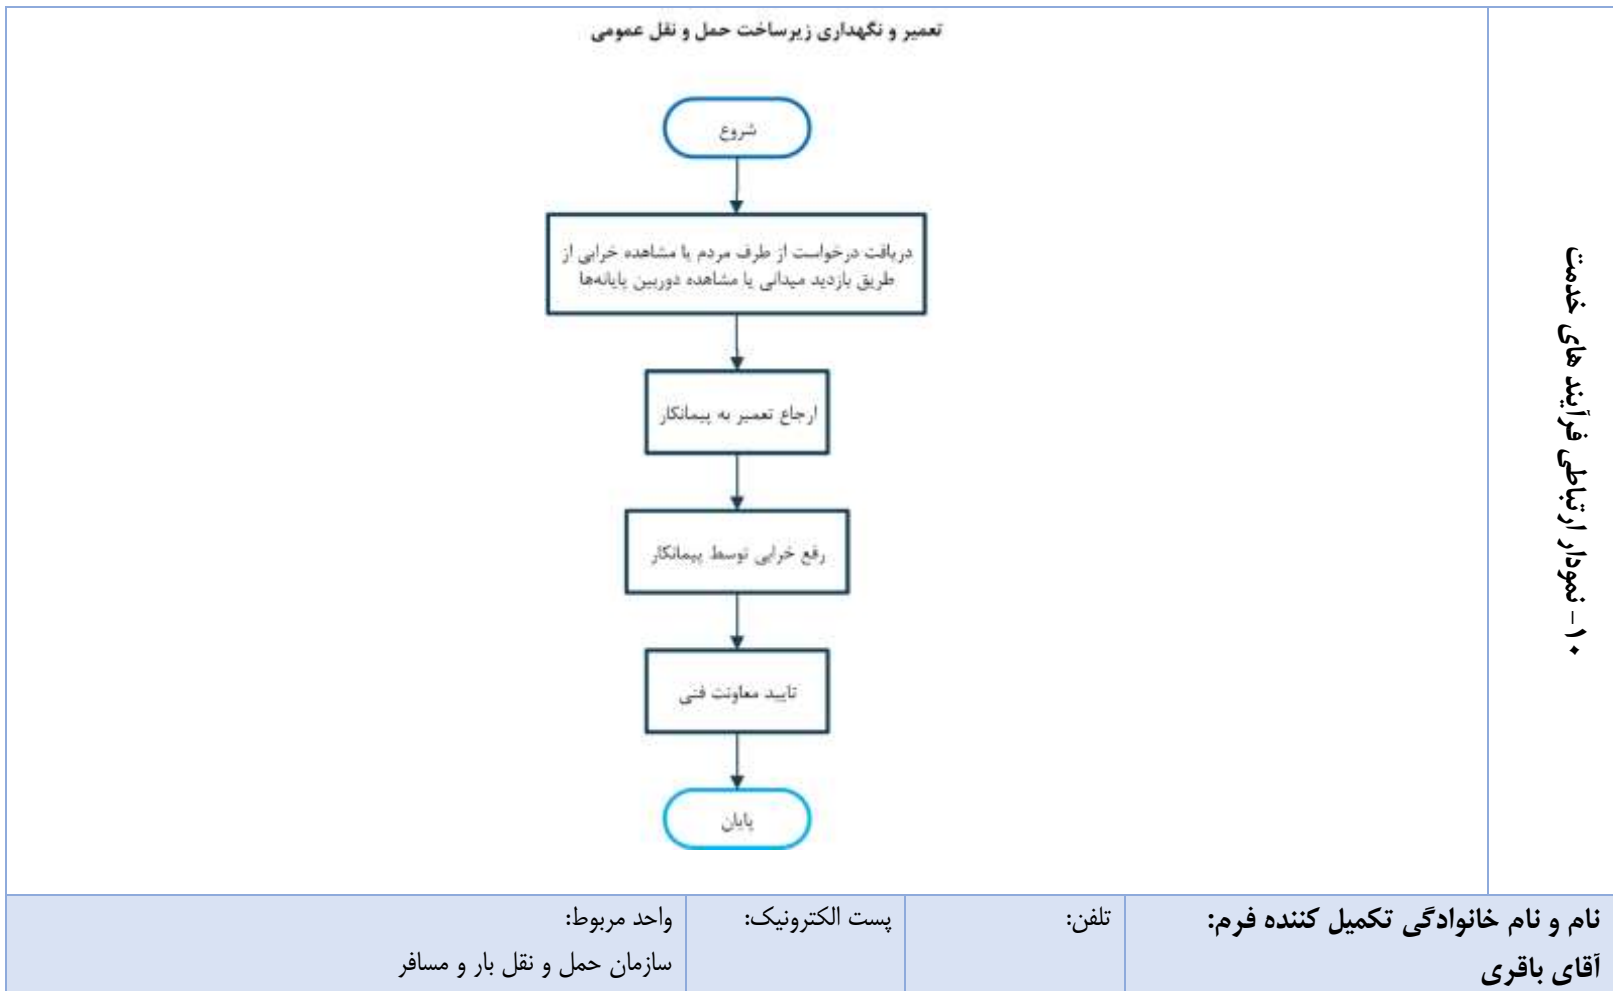 ۱۰- نمودار ارتباطی فرآیند های خدمت
تعمیر و نگهداری زیرساخت حمل و نقل عمومی
شروع
دریافت درخواست از طرف مردم یا مشاهده خرابی از
طریق بازدید میدانی یا مشاهده دوربین پایانه‌ها
ارجاع تعمیر به پیمانکار
رفع خرابی توسط پیمانکار
تایید معاونت فنی
پایان
نام و نام خانوادگی تکمیل کننده فرم:
آقای باقری
تلفن:
پست الکترونیک:
واحد مربوط:
سازمان حمل و نقل بار و مسافر